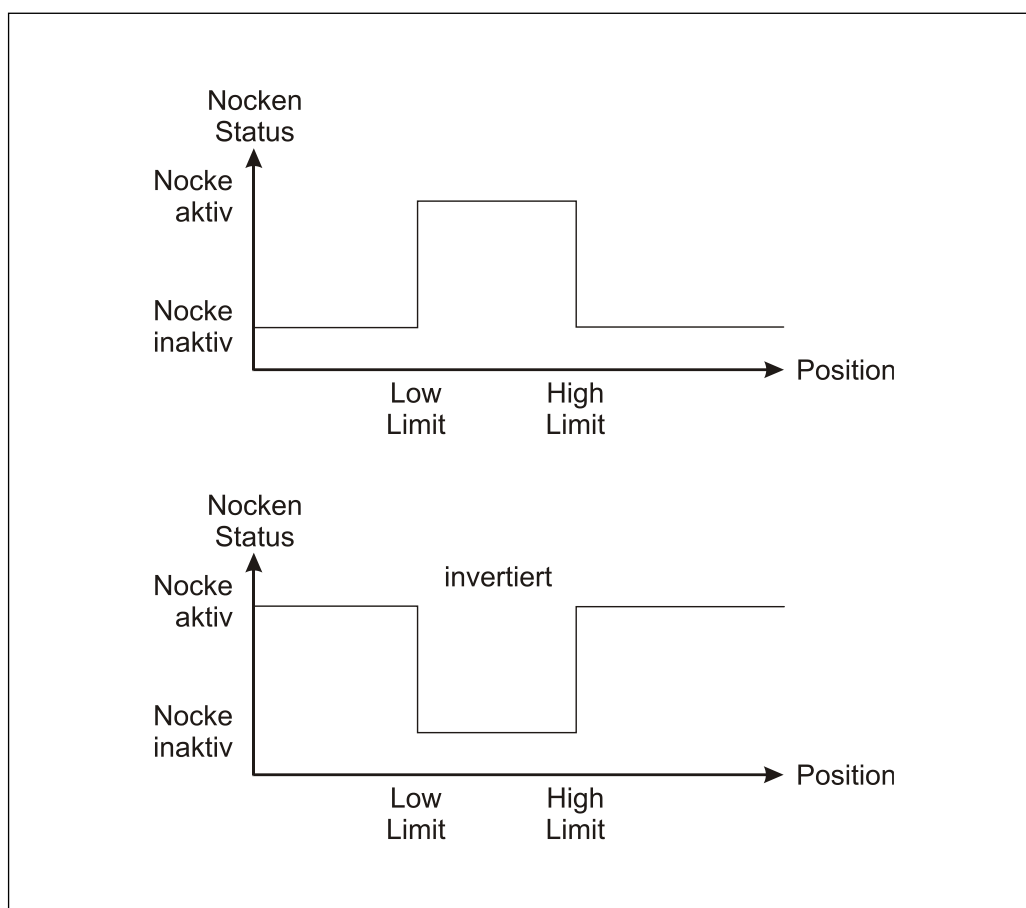 Nocken
Status
Nocke
aktiv
Nocke
inaktiv
Position
Low
Limit
High
Limit
Nocken
Status
invertiert
Nocke
aktiv
Nocke
inaktiv
Position
Low
Limit
High
Limit